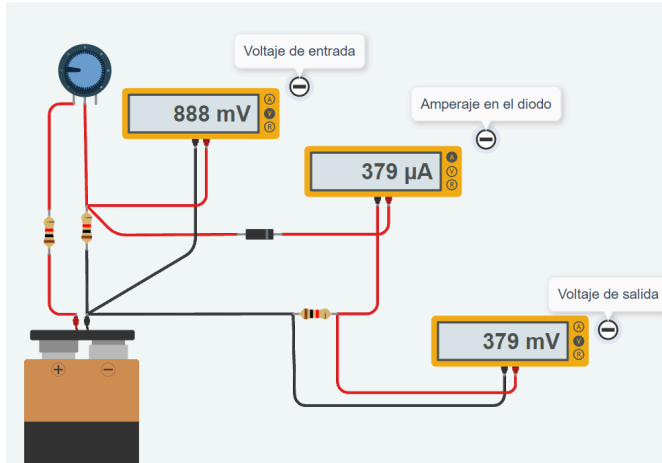 Voltaje de entrada
888 mV
A
V
R
Amperaje en el diodo
379 µA
A
V
R
Voltaje de salida
379 mV
A
V
R
+
−